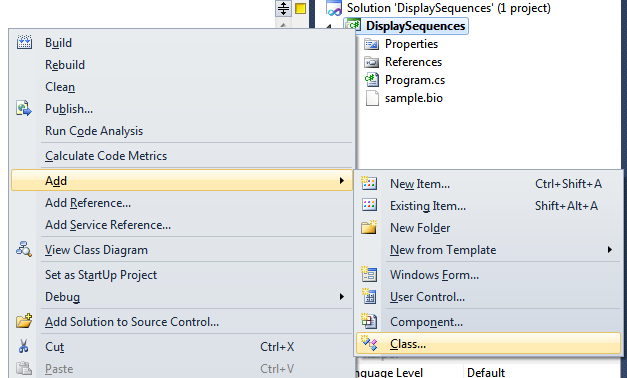 Solution 'DisplaySequences' (1 project)
DisplaySequences
Properties
References
Program.cs
sample.bio
Build
Rebuild
Clean
Publish...
Run Code Analysis
Calculate Code Metrics
Add
Add Reference...
Add Service Reference...
View Class Diagram
Set as StartUp Project
Debug
Add Solution to Source Control...
Cut Ctrl+X
Paste Ctrl+V
New Item... Ctrl+Shift+A
Existing Item... Shift+Alt+A
New Folder
New from Template
Windows Form...
User Control...
Component...
Class...
nguage Level Default